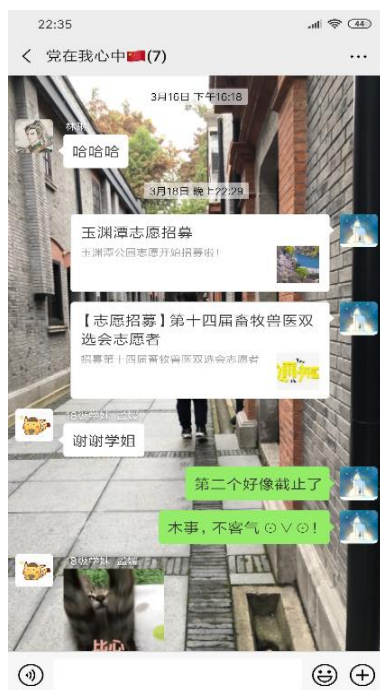 22:35
44
党在我心中🇨🇳(7)
3月16日 下午16:18
哈哈哈
3月18日 晚上22:29
玉渊潭志愿招募
玉渊潭公园志愿开始招募啦！
【志愿招募】第十四届畜牧兽医双
选会志愿者
招募第十四届畜牧兽医双选会志愿者
谢谢学姐
第二个好像截止了
木事，不客气⊙∨⊙！
比心